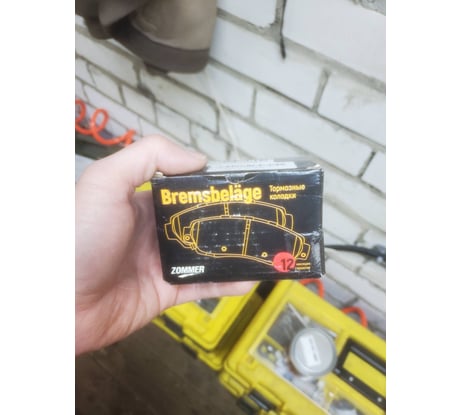 Bremsbeläge
Тормозные
колодки
ZOMMER
12